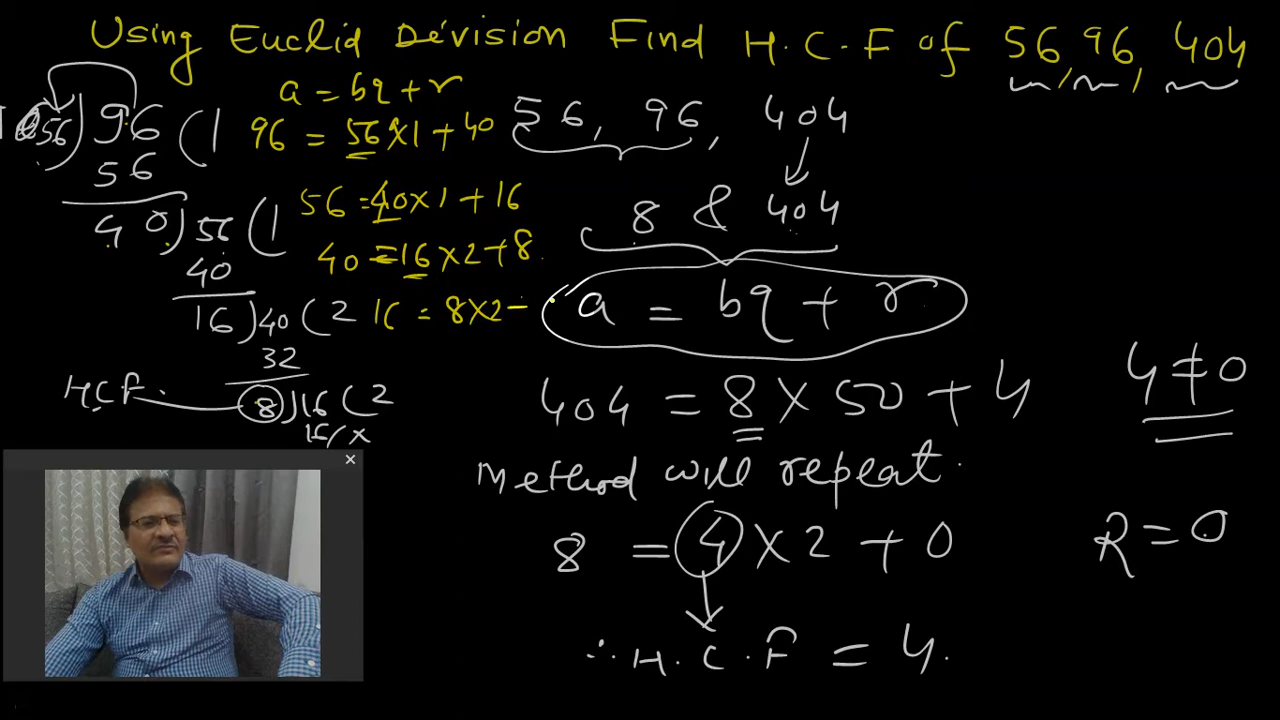 Using Euclid Division Find H.C.F of 56,96, 404
a = bq + r
56) 96 (1
56
40) 56 (1
40
16) 40 (2
32
HCF 8) 16 (2
16/x
96 = 56 x 1 + 40
56 = 40 x 1 + 16
40 = 16 x 2 + 8
16 = 8 x 2 -
56, 96, 404
8 & 404
a = bq + r
404 = 8 x 50 + 4
4 ≠ 0
Method will repeat.
8 = 4 x 2 + 0
R = 0
∴ H.C.F = 4.